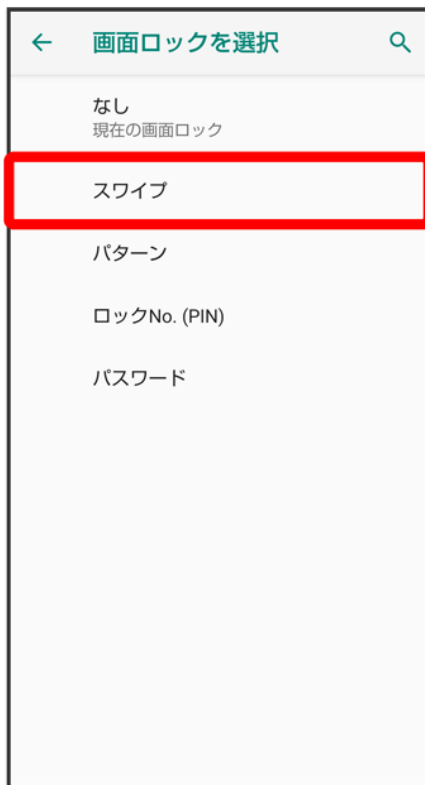 画面ロックを選択
なし
現在の画面ロック
スワイプ
パターン
ロックNo. (PIN)
パスワード